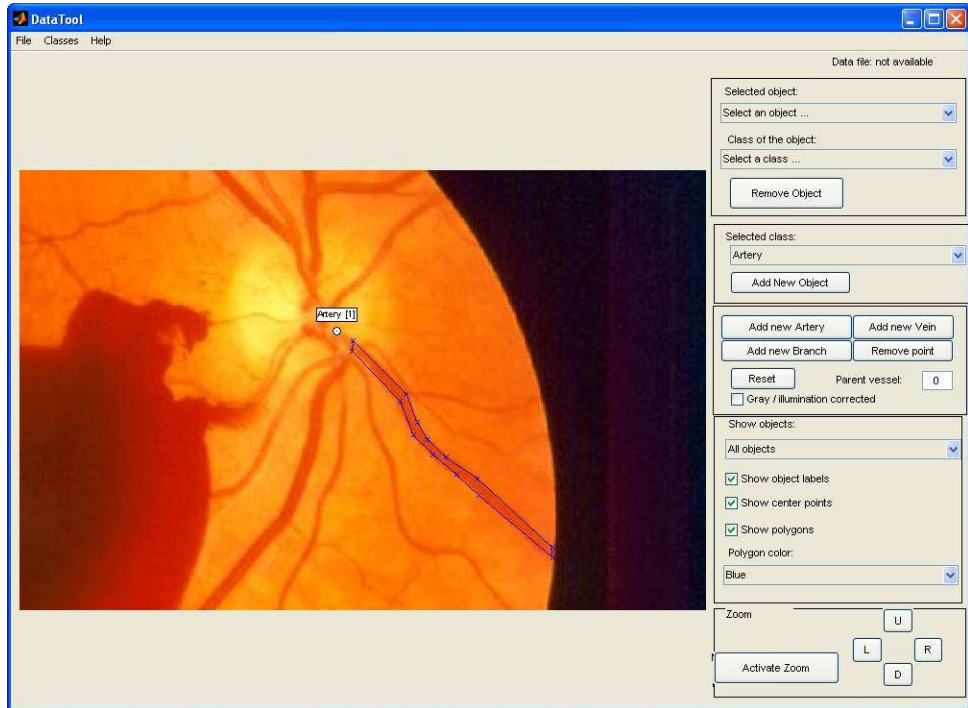 DataTool
File Classes Help
Data file: not available
Selected object:
Select an object ...
Class of the object:
Select a class ...
Remove Object
Selected class:
Artery
Add New Object
Artery [1]
Add new Artery Add new Vein
Add new Branch Remove point
Reset Parent vessel: 0
Gray / illumination corrected
Show objects:
All objects
Show object labels
Show center points
Show polygons
Polygon color:
Blue
Zoom
U
L R
Activate Zoom
D